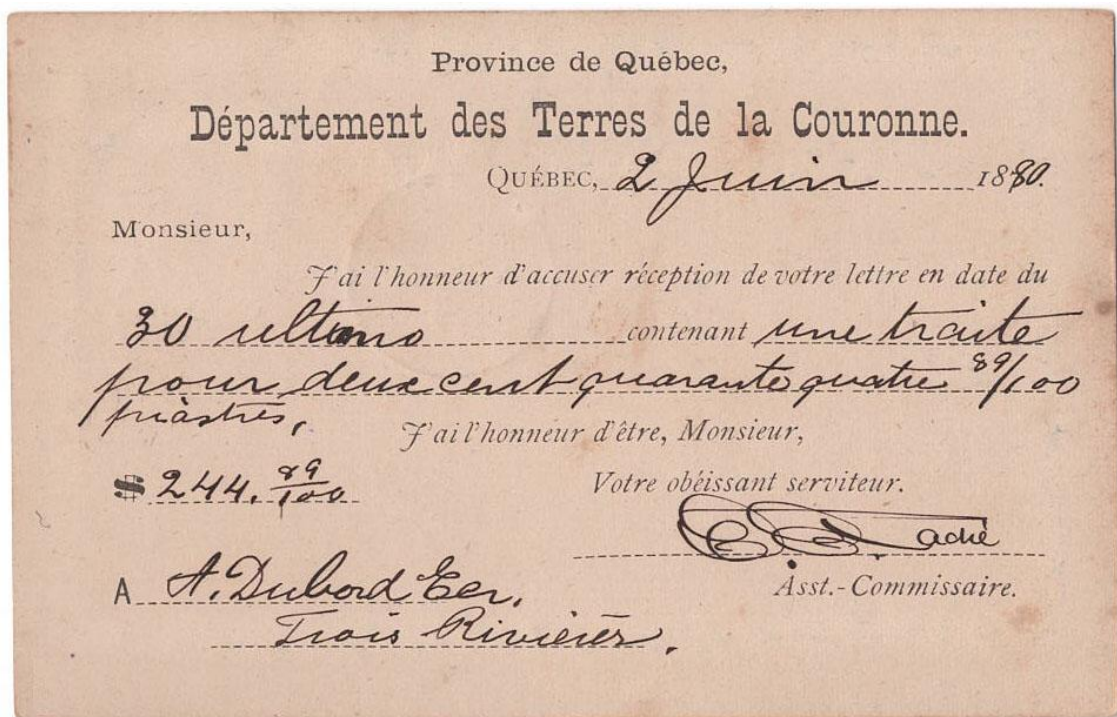 Province de Québec,
Département des Terres de la Couronne.
QUÉBEC, 2 Juin 1880.
Monsieur,
J'ai l'honneur d'accuser réception de votre lettre en date du
30 ultimo contenant une traite
pour deux cent quarante quatre 89/100
piàstres,
J'ai l'honneur d'être, Monsieur,
$ 244. 89/100
Votre obéissant serviteur.
E. E. Taché
Asst.-Commissaire.
A A. Dubord Ecr.
Trois Rivières.